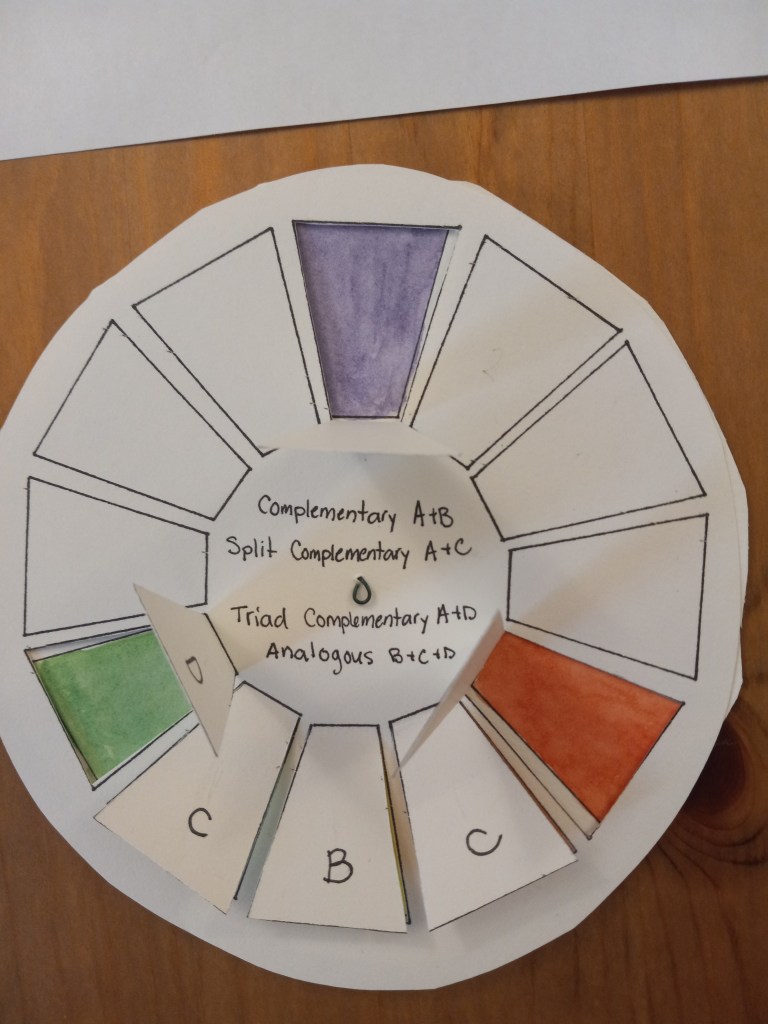 Complementary A+B
Split Complementary A+C
Triad Complementary A+D
Analogous B+C+D
D
C
B
C